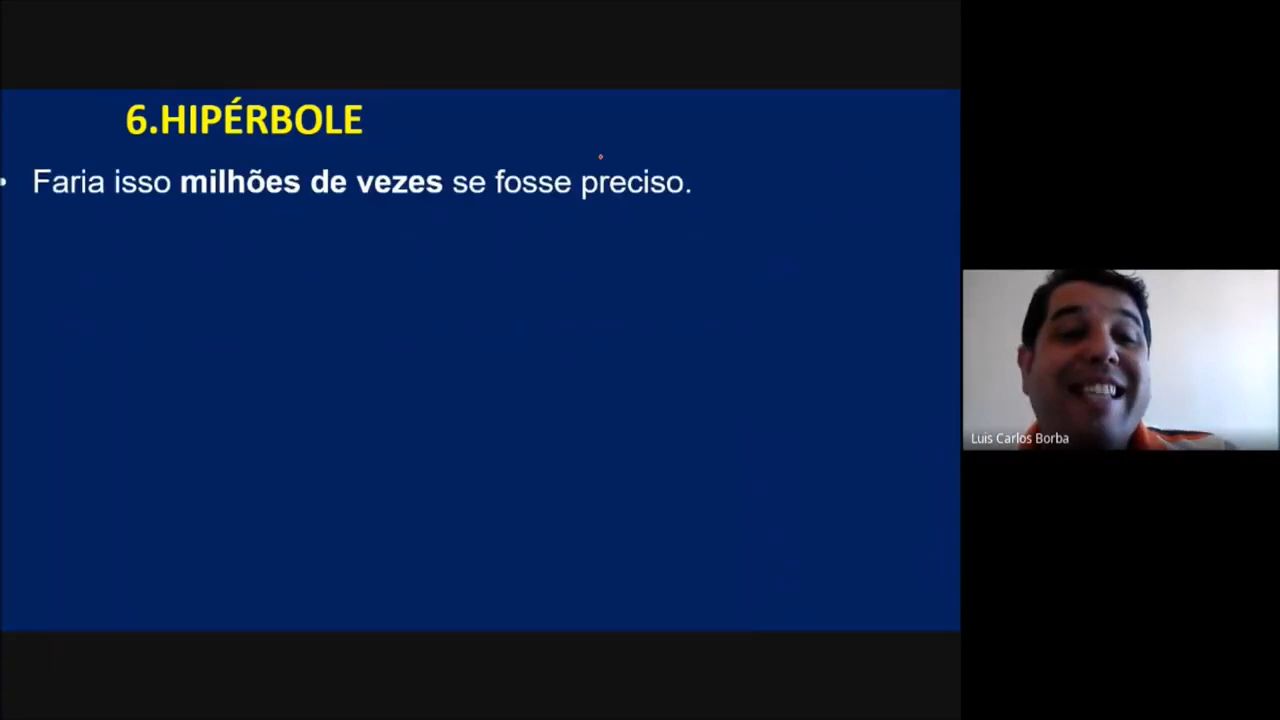 6.HIPÉRBOLE
• Faria isso milhões de vezes se fosse preciso.
Luis Carlos Borba